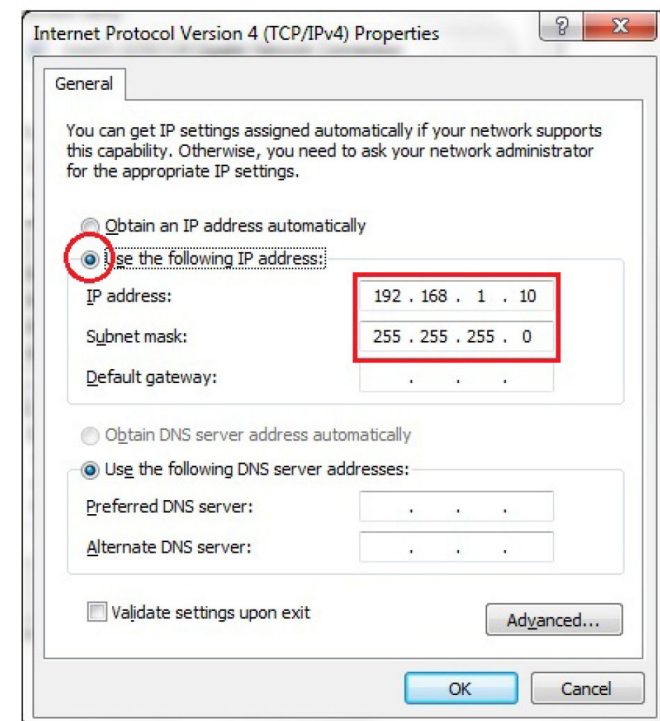 Internet Protocol Version 4 (TCP/IPv4) Properties
General
You can get IP settings assigned automatically if your network supports
this capability. Otherwise, you need to ask your network administrator
for the appropriate IP settings.
Obtain an IP address automatically
Use the following IP address:
IP address: 192 . 168 . 1 . 10
Subnet mask: 255 . 255 . 255 . 0
Default gateway: . . .
Obtain DNS server address automatically
Use the following DNS server addresses:
Preferred DNS server: . . .
Alternate DNS server: . . .
Validate settings upon exit Advanced...
OK Cancel